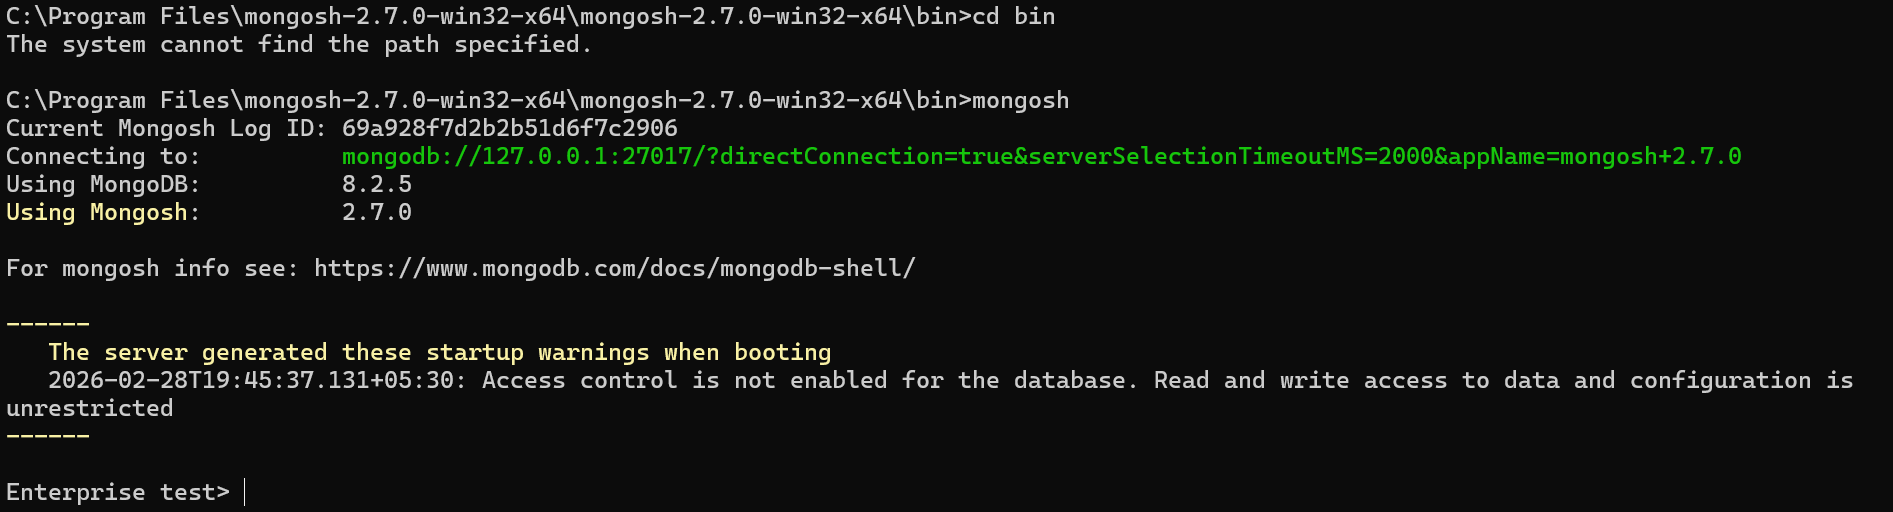 C:\Program Files\mongosh-2.7.0-win32-x64\mongosh-2.7.0-win32-x64\bin>cd bin
The system cannot find the path specified.
C:\Program Files\mongosh-2.7.0-win32-x64\mongosh-2.7.0-win32-x64\bin>mongosh
Current Mongosh Log ID: 69a928f7d2b2b51d6f7c2906
Connecting to:          mongodb://127.0.0.1:27017/?directConnection=true&serverSelectionTimeoutMS=2000&appName=mongosh+2.7.0
Using MongoDB:          8.2.5
Using Mongosh:          2.7.0
For mongosh info see: https://www.mongodb.com/docs/mongodb-shell/
------
   The server generated these startup warnings when booting
   2026-02-28T19:45:37.131+05:30: Access control is not enabled for the database. Read and write access to data and configuration is
unrestricted
------
Enterprise test>